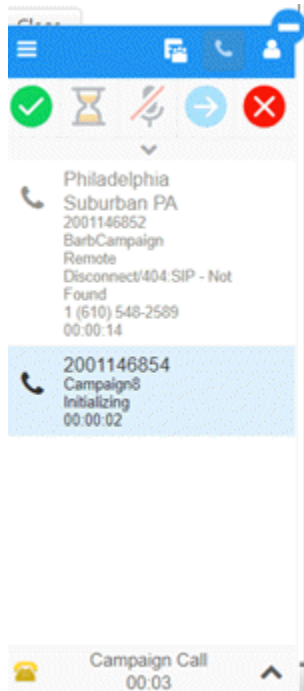 Philadelphia
Suburban PA
2001146852
BarbCampaign
Remote
Disconnect/404:SIP - Not
Found
1 (610) 548-2589
00:00:14
2001146854
Campaign8
Initializing
00:00:02
Campaign Call
00:03